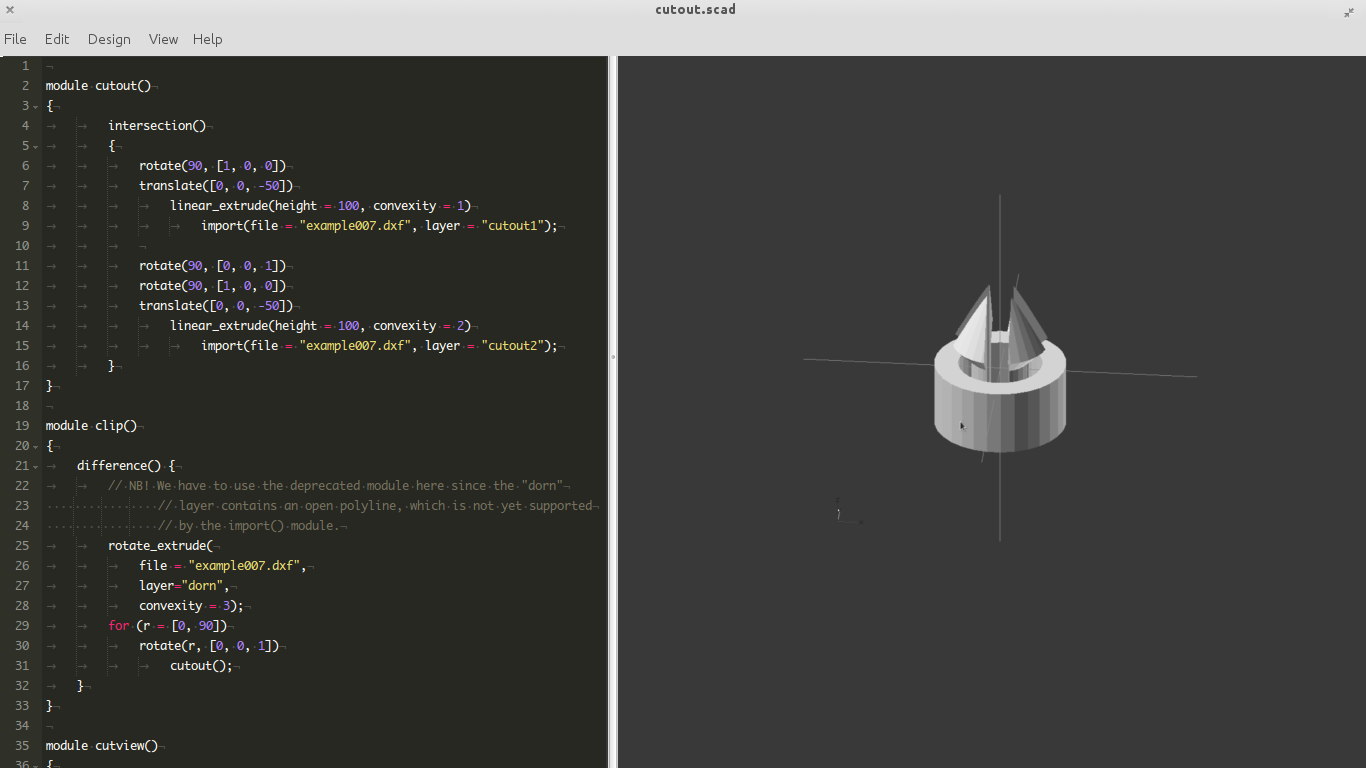 cutout.scad
File Edit Design View Help
1
2 module cutout()
3 {
4 intersection()
5 {
6 rotate(90, [1, 0, 0])
7 translate([0, 0, -50])
8 linear_extrude(height = 100, convexity = 1)
9 import(file = "example007.dxf", layer = "cutout1");
10
11 rotate(90, [0, 0, 1])
12 rotate(90, [1, 0, 0])
13 translate([0, 0, -50])
14 linear_extrude(height = 100, convexity = 2)
15 import(file = "example007.dxf", layer = "cutout2");
16 }
17 }
18
19 module clip()
20 {
21 difference() {
22 // NB! We have to use the deprecated module here since the "dorn"
23 // layer contains an open polyline, which is not yet supported
24 // by the import() module.
25 rotate_extrude(
26 file = "example007.dxf",
27 layer="dorn",
28 convexity = 3);
29 for (r = [0, 90])
30 rotate(r, [0, 0, 1])
31 cutout();
32 }
33 }
34
35 module cutview()
36 {